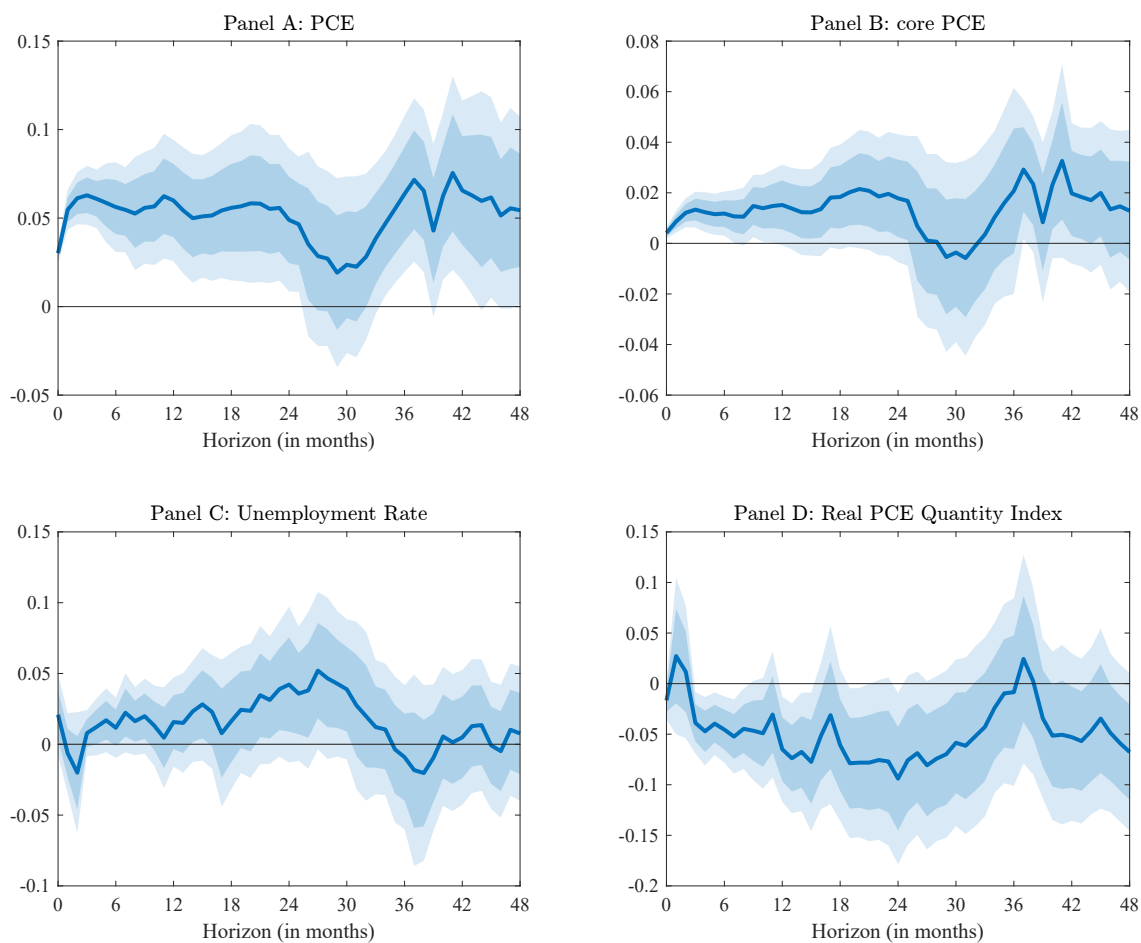 Panel A: PCE
0.15
0.1
0.05
0
-0.05
0 6 12 18 24 30 36 42 48
Horizon (in months)
Panel B: core PCE
0.08
0.06
0.04
0.02
0
-0.02
-0.04
-0.06
0 6 12 18 24 30 36 42 48
Horizon (in months)
Panel C: Unemployment Rate
0.15
0.1
0.05
0
-0.05
-0.1
0 6 12 18 24 30 36 42 48
Horizon (in months)
Panel D: Real PCE Quantity Index
0.15
0.1
0.05
0
-0.05
-0.1
-0.15
-0.2
0 6 12 18 24 30 36 42 48
Horizon (in months)